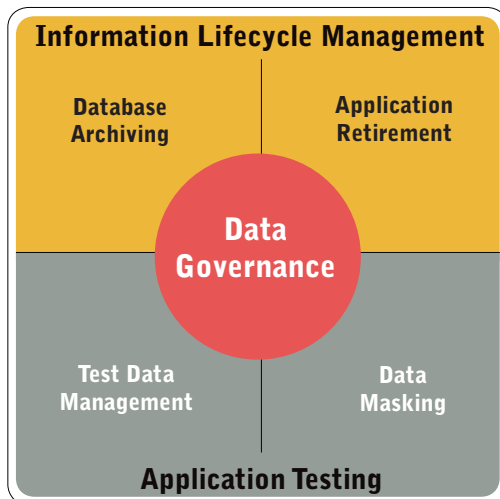 Information Lifecycle Management
Database
Archiving
Application
Retirement
Data
Governance
Test Data
Management
Data
Masking
Application Testing